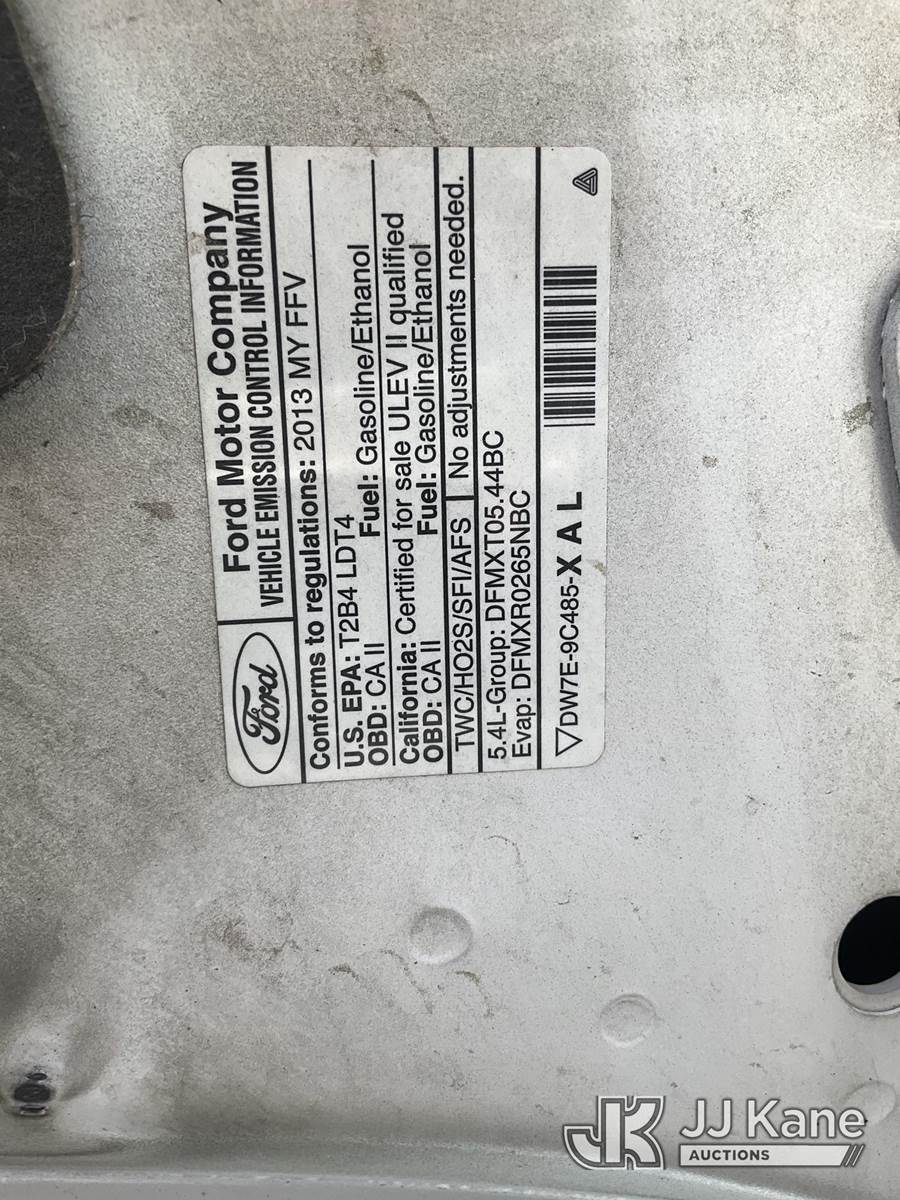 Ford
Ford Motor Company
VEHICLE EMISSION CONTROL INFORMATION
Conforms to regulations: 2013 MY FFV
U.S. EPA: T2B4 LDT4
OBD: CA II Fuel: Gasoline/Ethanol
California: Certified for sale ULEV II qualified
OBD: CA II Fuel: Gasoline/Ethanol
TWC/HO2S/SFI/AFS No adjustments needed.
5.4L-Group: DFMXT05.44BC
Evap: DFMXR0265NBC
▽DW7E-9C485-X A L
JK JJ Kane
AUCTIONS